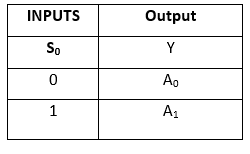 INPUTS Output
S₀ Y
0 A₀
1 A₁